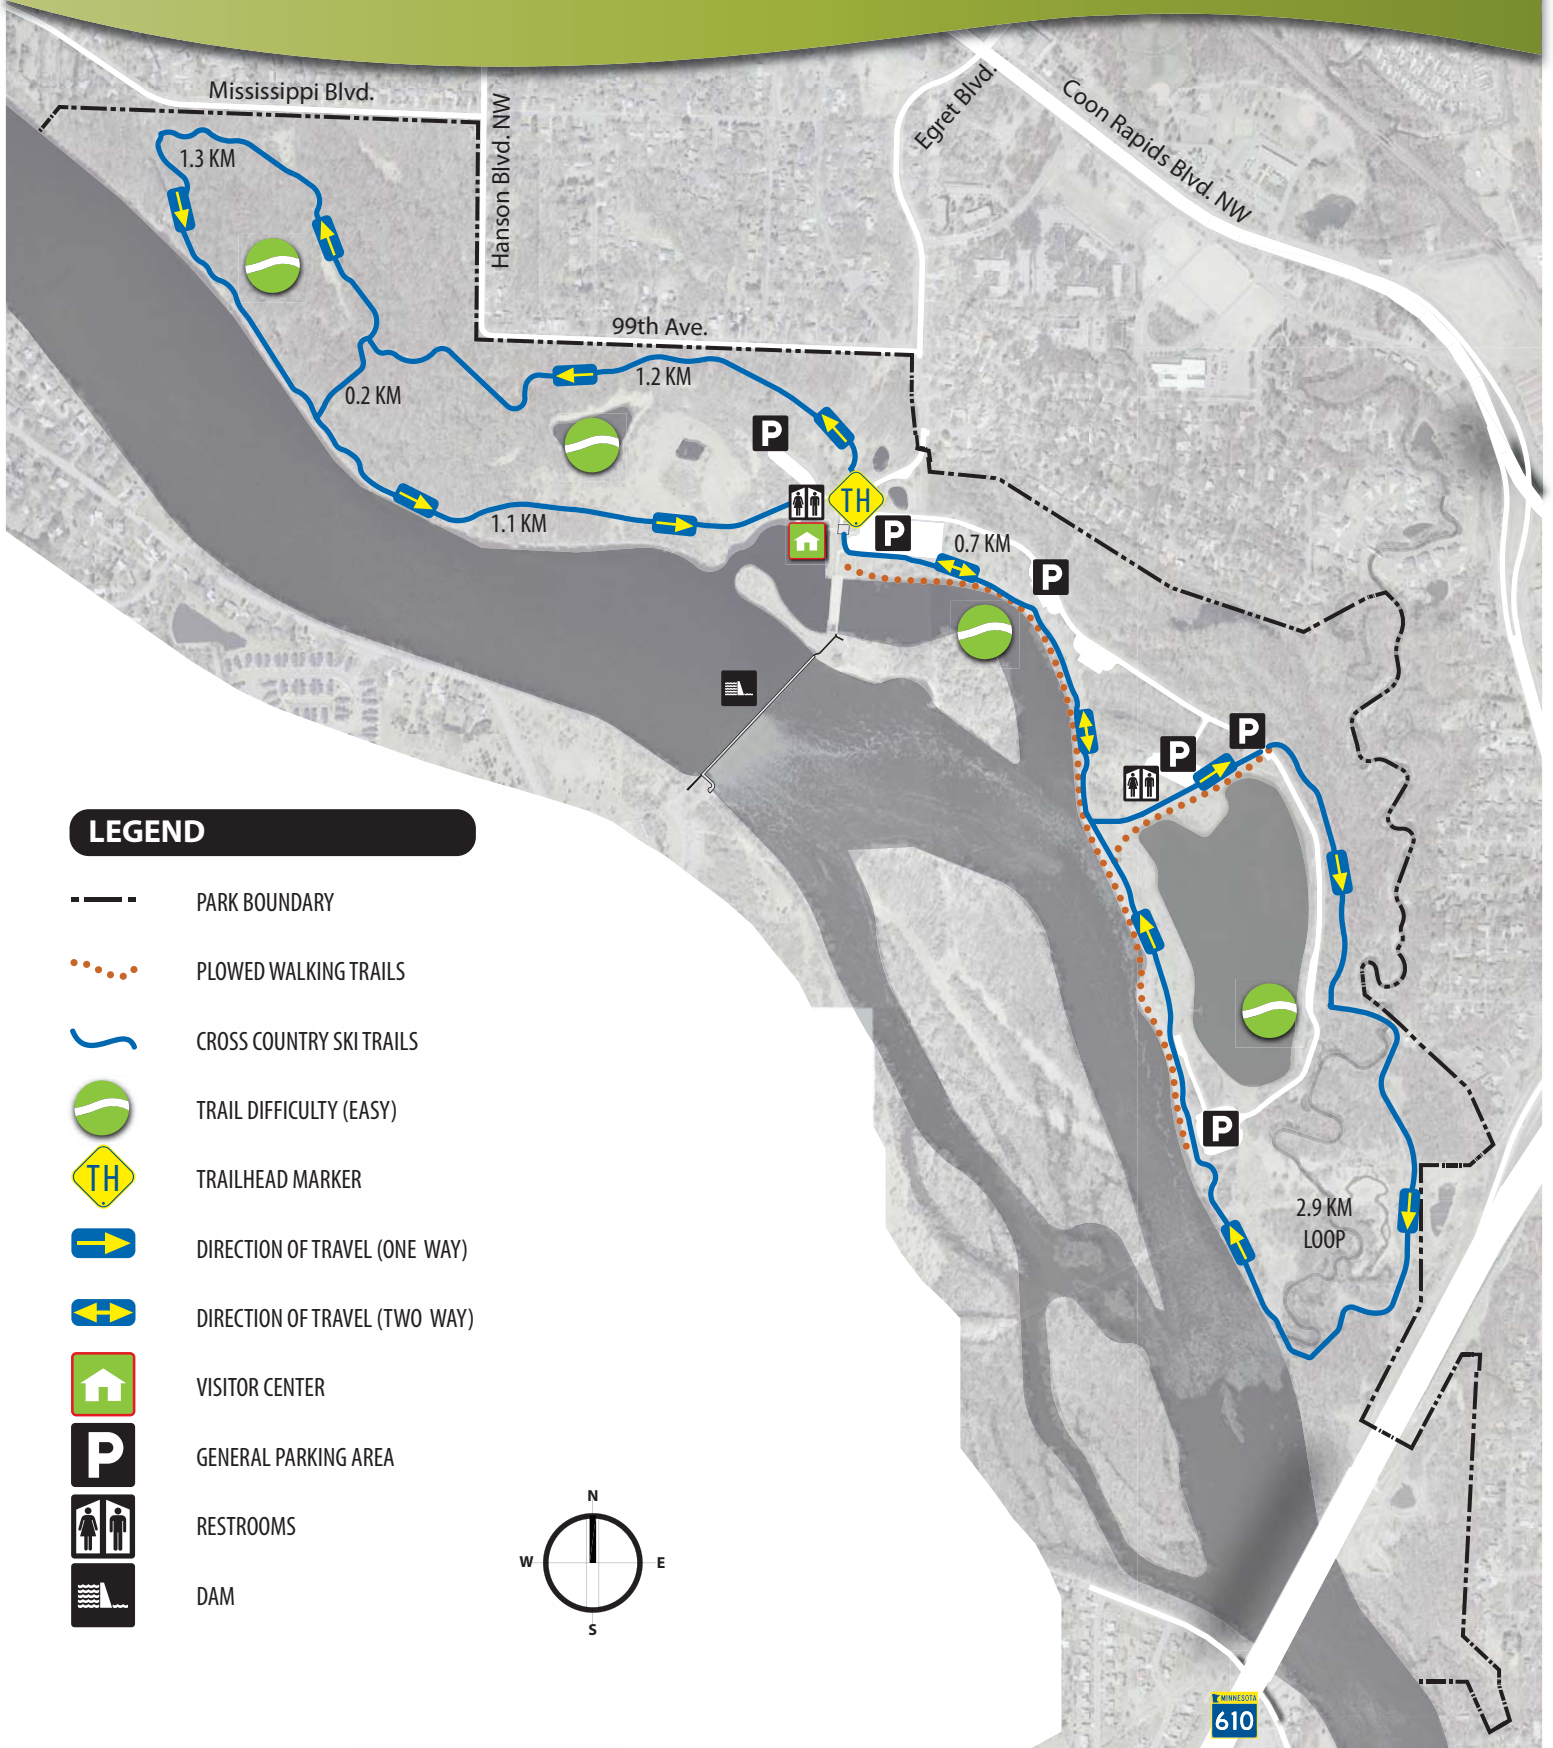 Mississippi Blvd.
Hanson Blvd. NW
Egret Blvd.
Coon Rapids Blvd. NW
1.3 KM
99th Ave.
1.2 KM
0.2 KM
P
TH
1.1 KM
P
0.7 KM
P
P
P
P
2.9 KM
LOOP
LEGEND
PARK BOUNDARY
PLOWED WALKING TRAILS
CROSS COUNTRY SKI TRAILS
TRAIL DIFFICULTY (EASY)
TH
TRAILHEAD MARKER
DIRECTION OF TRAVEL (ONE WAY)
DIRECTION OF TRAVEL (TWO WAY)
VISITOR CENTER
P
GENERAL PARKING AREA
RESTROOMS
DAM
N
W
E
S
MINNESOTA
610